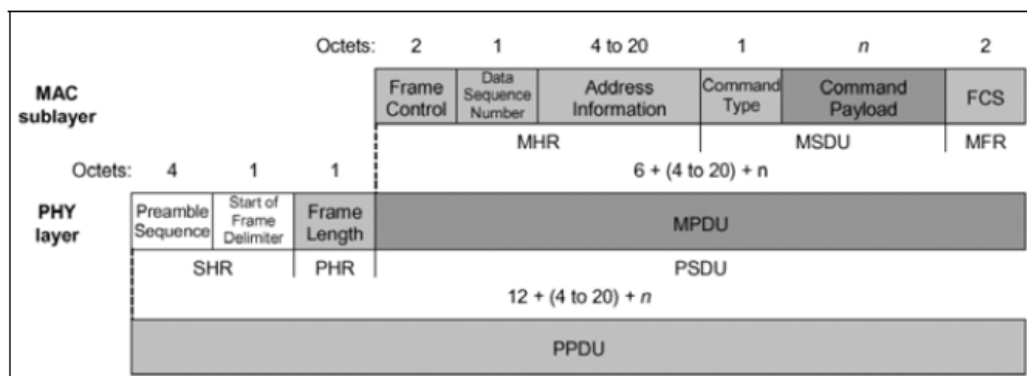 Octets: 2 1 4 to 20 1 n 2
MAC sublayer
Frame Control
Data Sequence Number
Address Information
Command Type
Command Payload
FCS
MHR MSDU MFR
Octets: 4 1 1 6 + (4 to 20) + n
PHY layer
Preamble Sequence
Start of Frame Delimiter
Frame Length
MPDU
SHR PHR PSDU
12 + (4 to 20) + n
PPDU